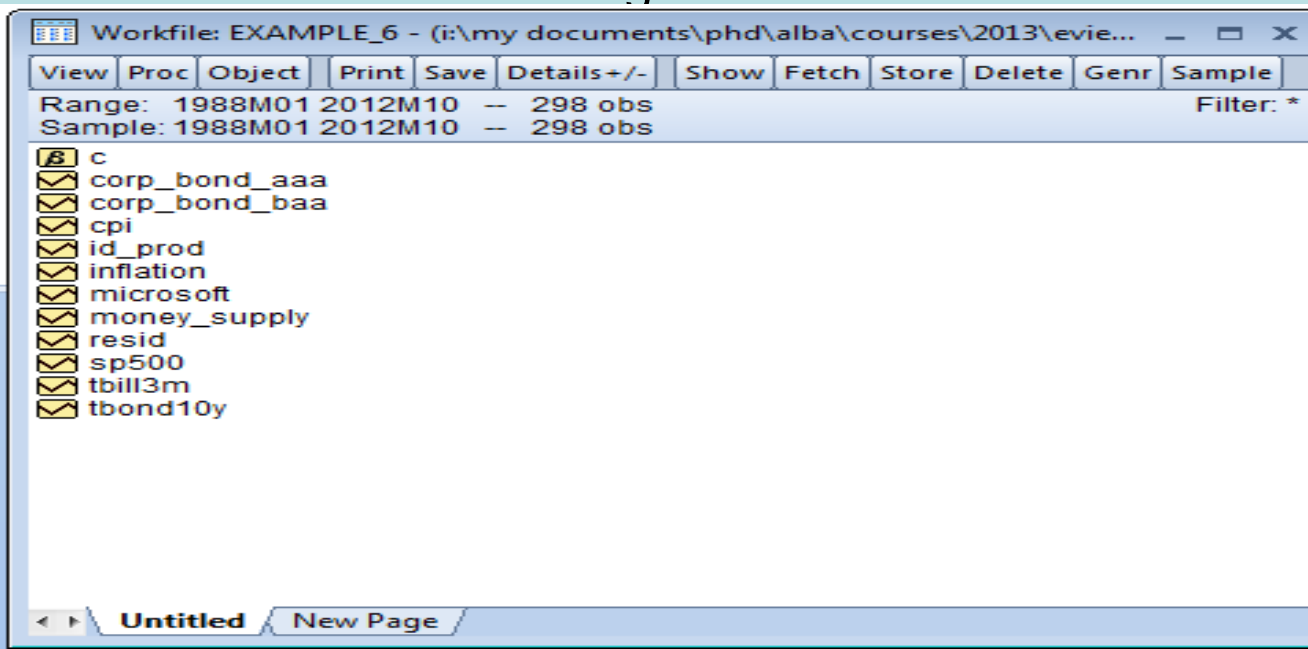 Workfile: EXAMPLE_6 - (i:\my documents\phd\alba\courses\2013\evie...
View Proc Object Print Save Details+/- Show Fetch Store Delete Genr Sample
Range: 1988M01 2012M10 -- 298 obs Filter: *
Sample: 1988M01 2012M10 -- 298 obs
β c
corp_bond_aaa
corp_bond_baa
cpi
id_prod
inflation
microsoft
money_supply
resid
sp500
tbill3m
tbond10y
Untitled New Page